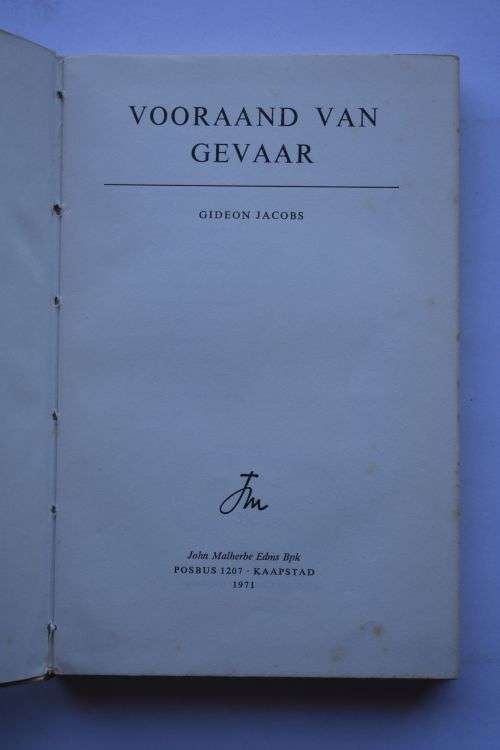 VOORAAND VAN
GEVAAR
GIDEON JACOBS
Jm
John Malherbe Edms Bpk
POSBUS 1207 · KAAPSTAD
1971